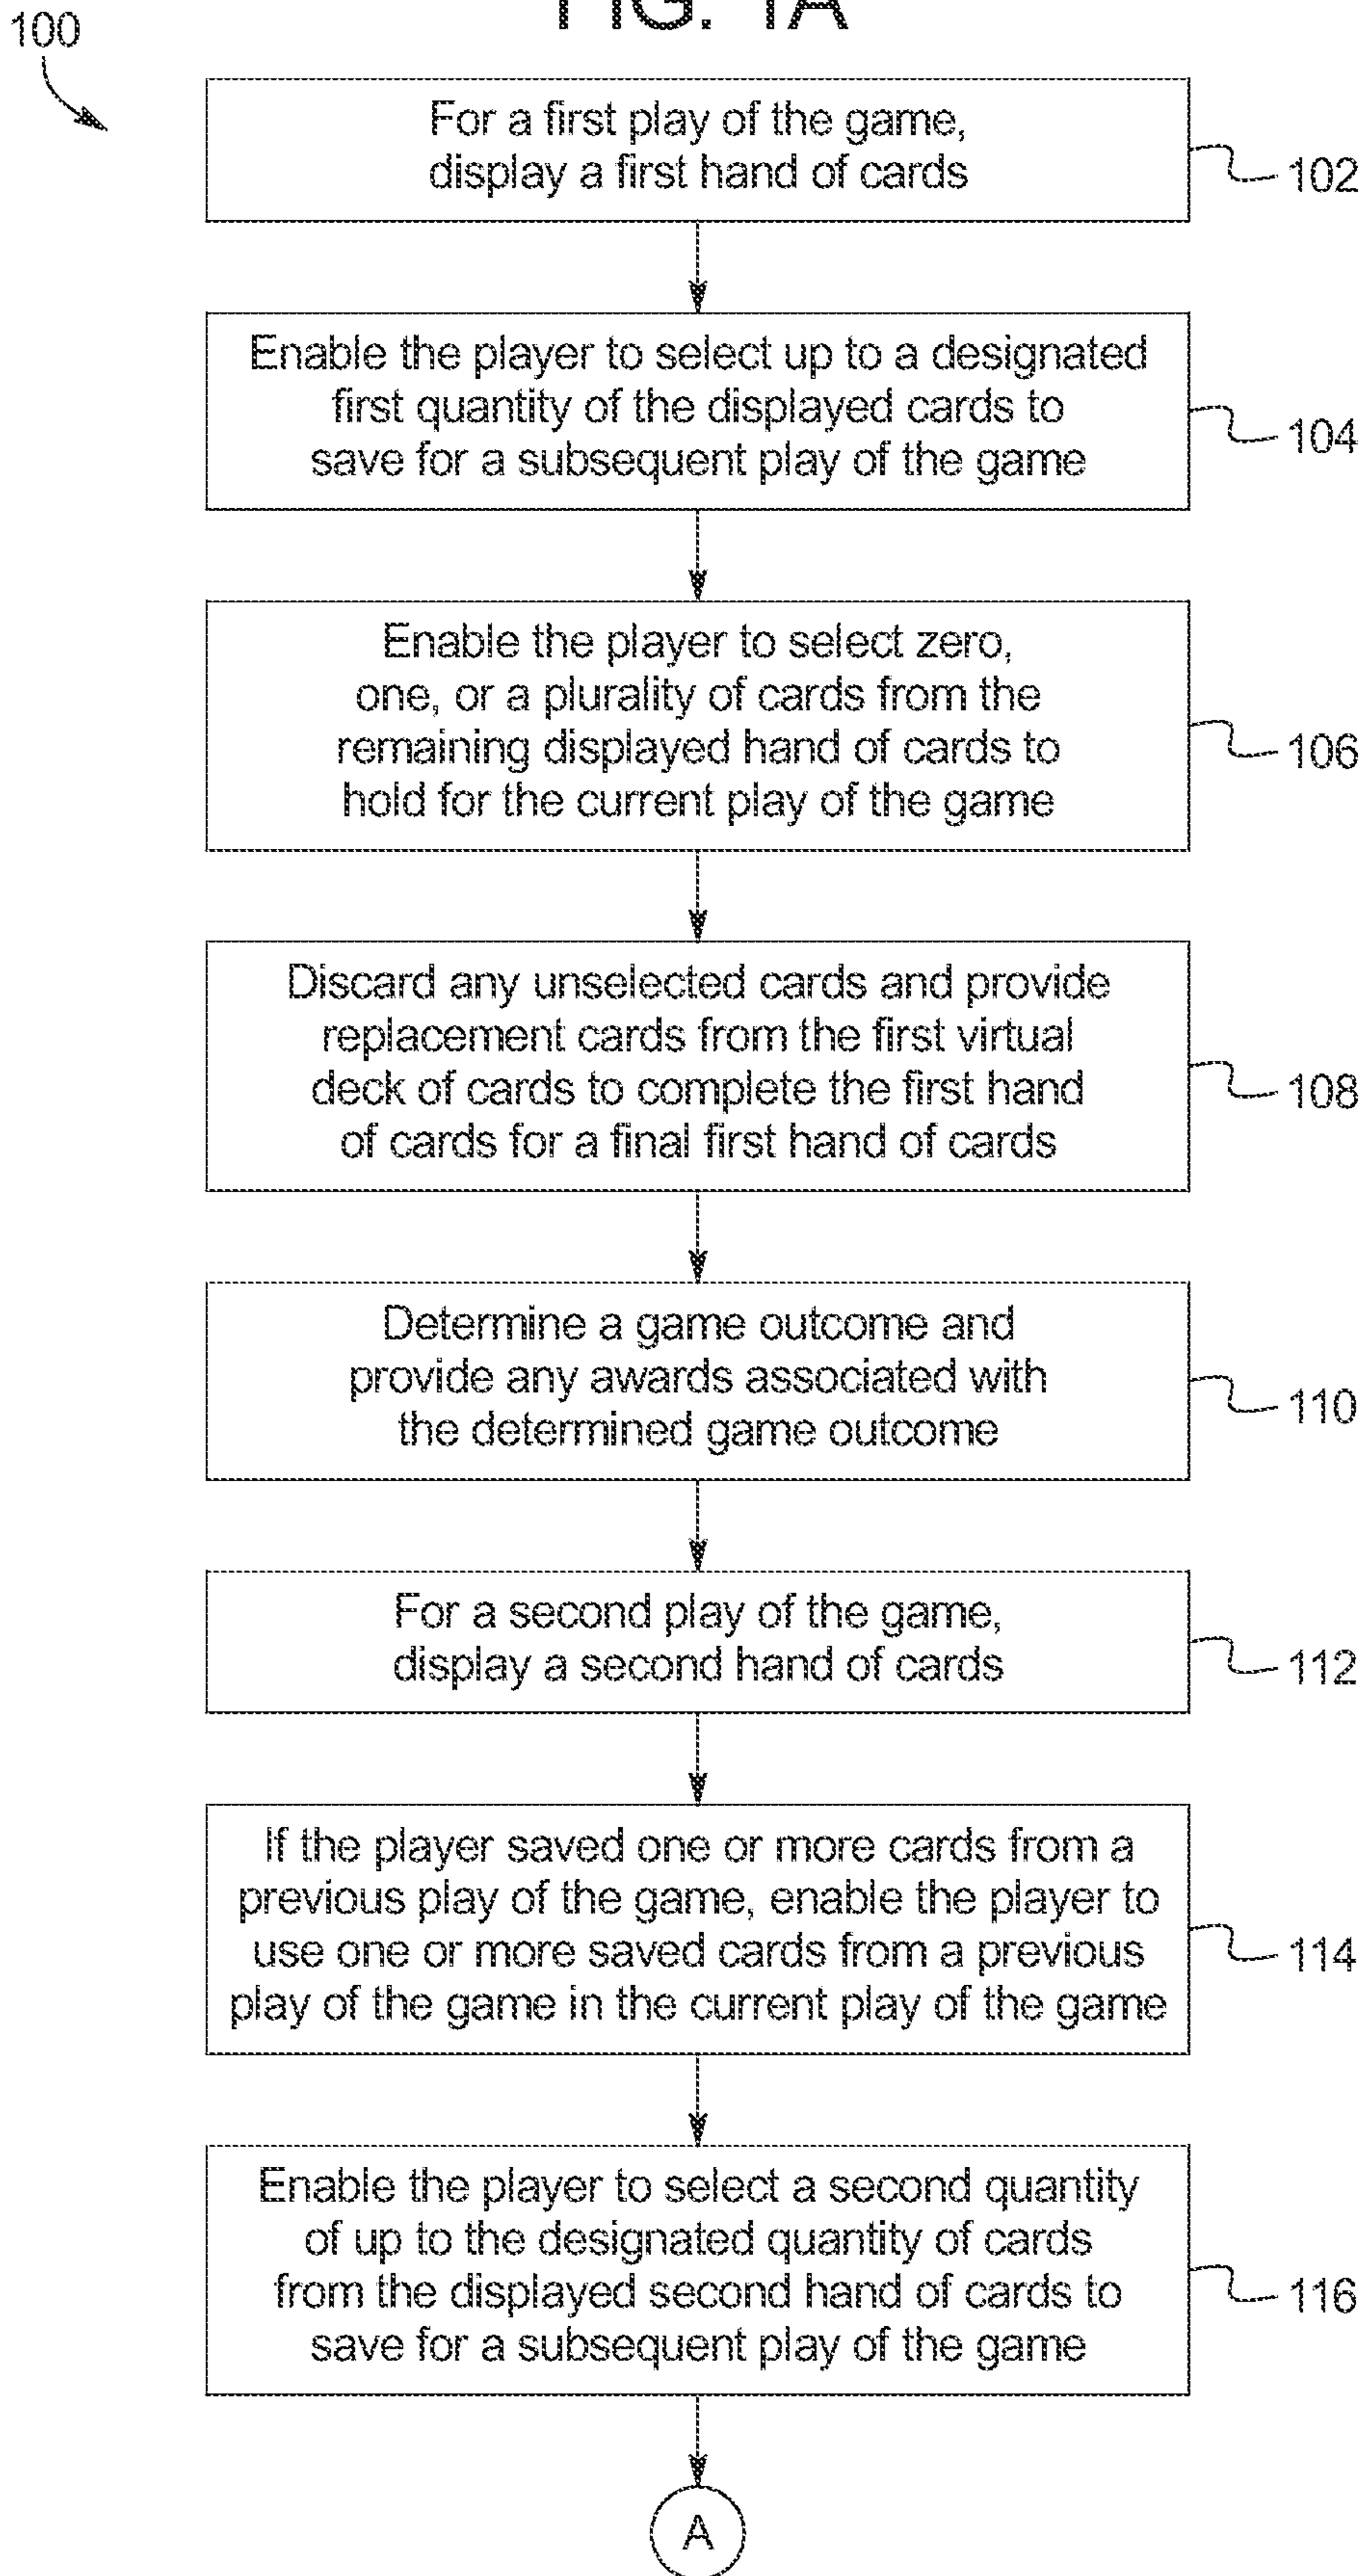 FIG. 1A
100
For a first play of the game,
display a first hand of cards
102
Enable the player to select up to a designated
first quantity of the displayed cards to
save for a subsequent play of the game
104
Enable the player to select zero,
one, or a plurality of cards from the
remaining displayed hand of cards to
hold for the current play of the game
106
Discard any unselected cards and provide
replacement cards from the first virtual
deck of cards to complete the first hand
of cards for a final first hand of cards
108
Determine a game outcome and
provide any awards associated with
the determined game outcome
110
For a second play of the game,
display a second hand of cards
112
If the player saved one or more cards from a
previous play of the game, enable the player to
use one or more saved cards from a previous
play of the game in the current play of the game
114
Enable the player to select a second quantity
of up to the designated quantity of cards
from the displayed second hand of cards to
save for a subsequent play of the game
116
A